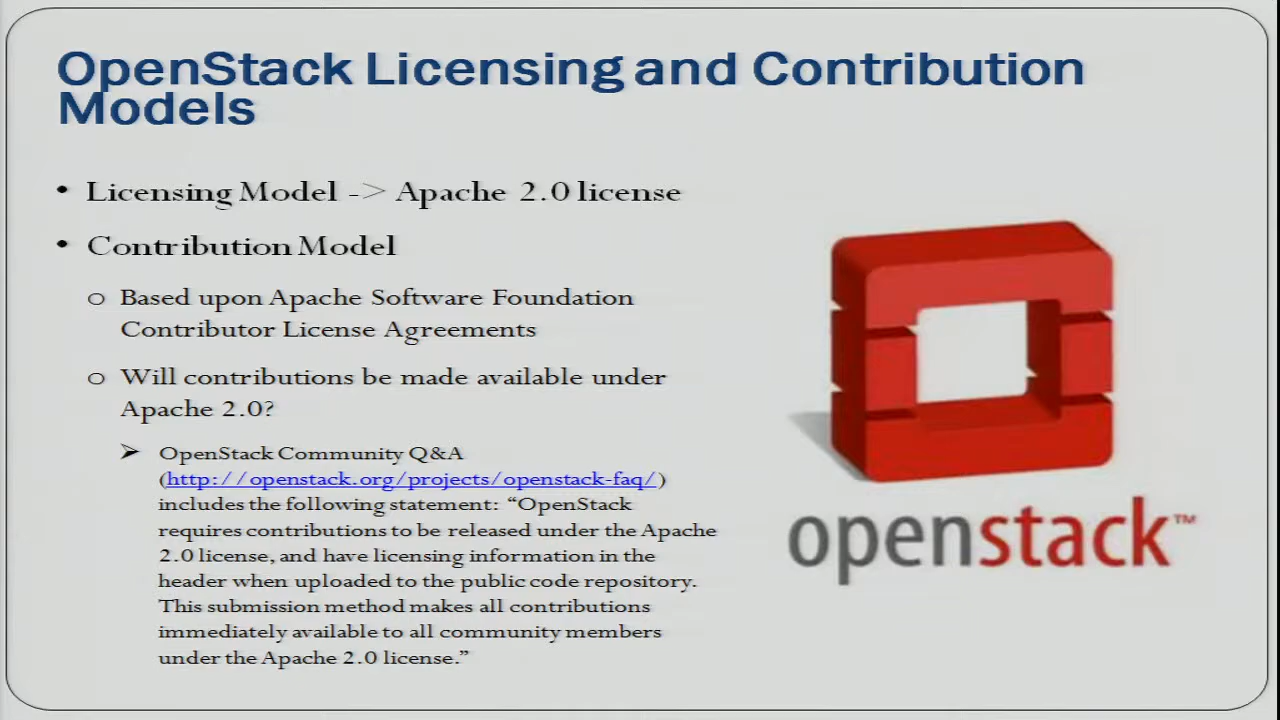 OpenStack Licensing and Contribution
Models
• Licensing Model -> Apache 2.0 license
• Contribution Model
o Based upon Apache Software Foundation
Contributor License Agreements
o Will contributions be made available under
Apache 2.0?
➢ OpenStack Community Q&A
(http://openstack.org/projects/openstack-faq/)
includes the following statement: “OpenStack
requires contributions to be released under the Apache
2.0 license, and have licensing information in the
header when uploaded to the public code repository.
This submission method makes all contributions
immediately available to all community members
under the Apache 2.0 license.”
openstack™